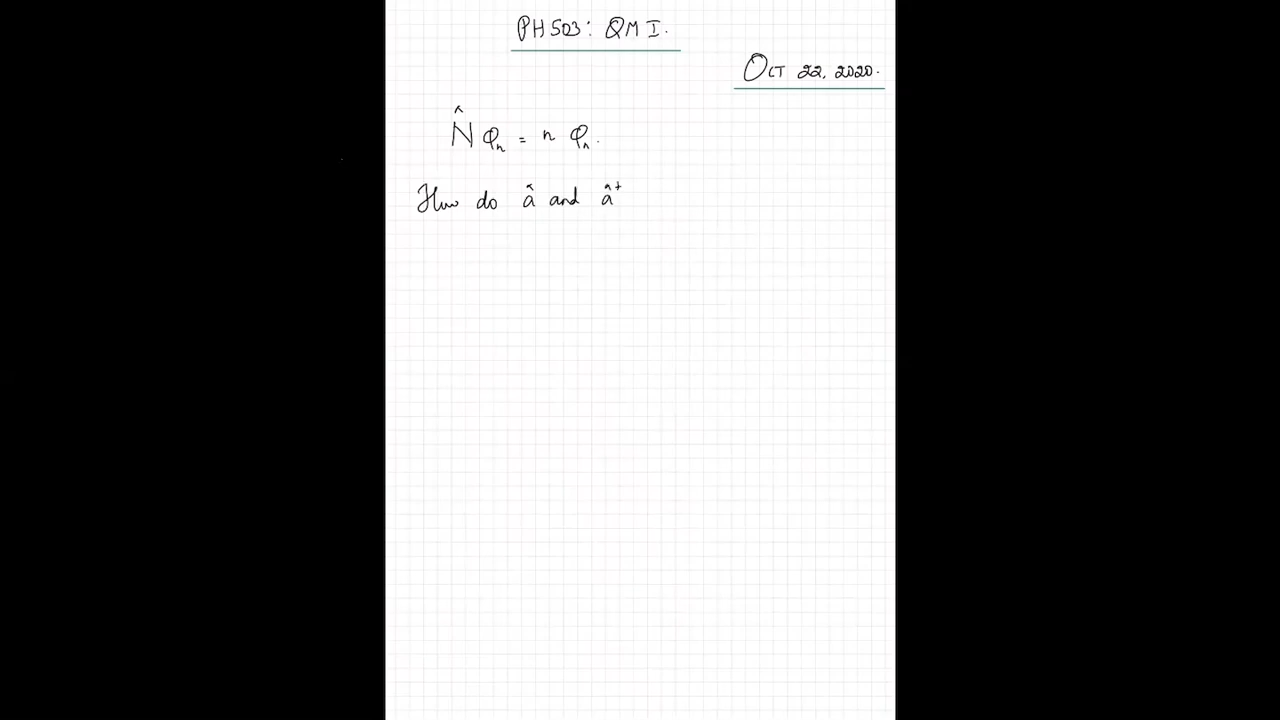 PH503: QM I.
OCT 22, 2020.
N̂ φₙ = n φₙ.
How do â and â†